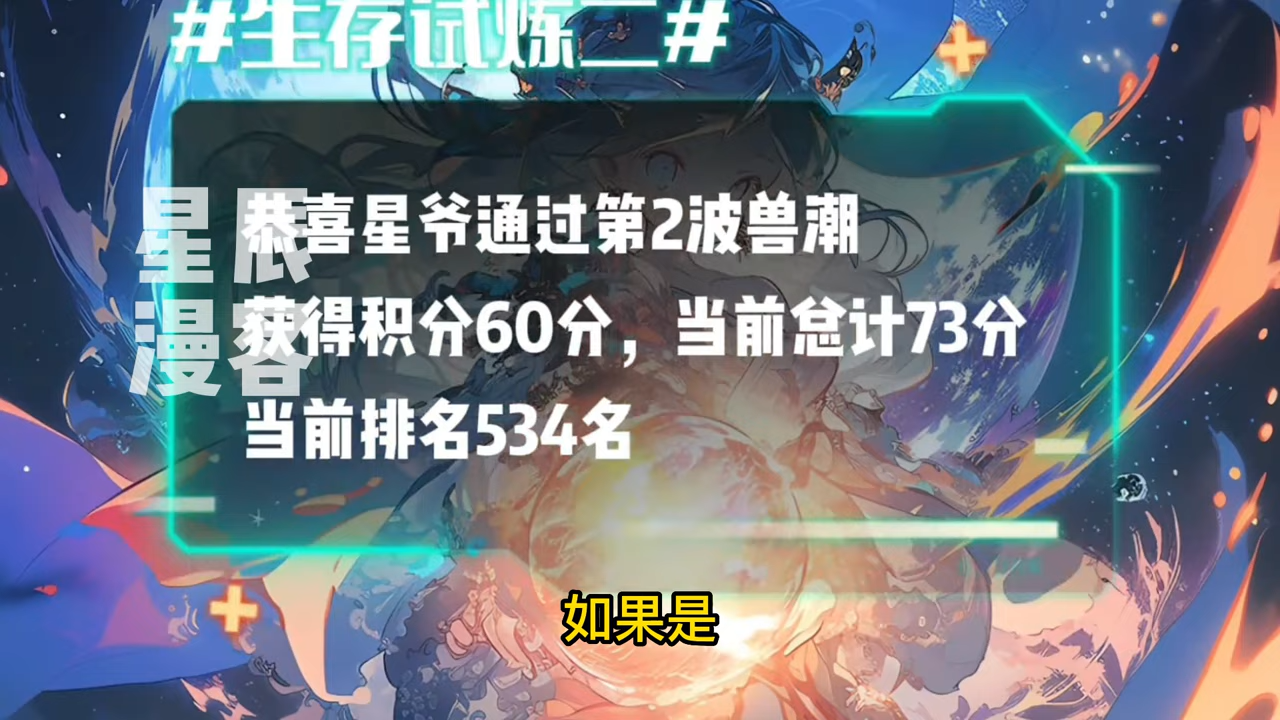 #生存试炼二#
恭喜星爷通过第2波兽潮
获得积分60分，当前总计73分
当前排名534名
星辰
漫客
如果是